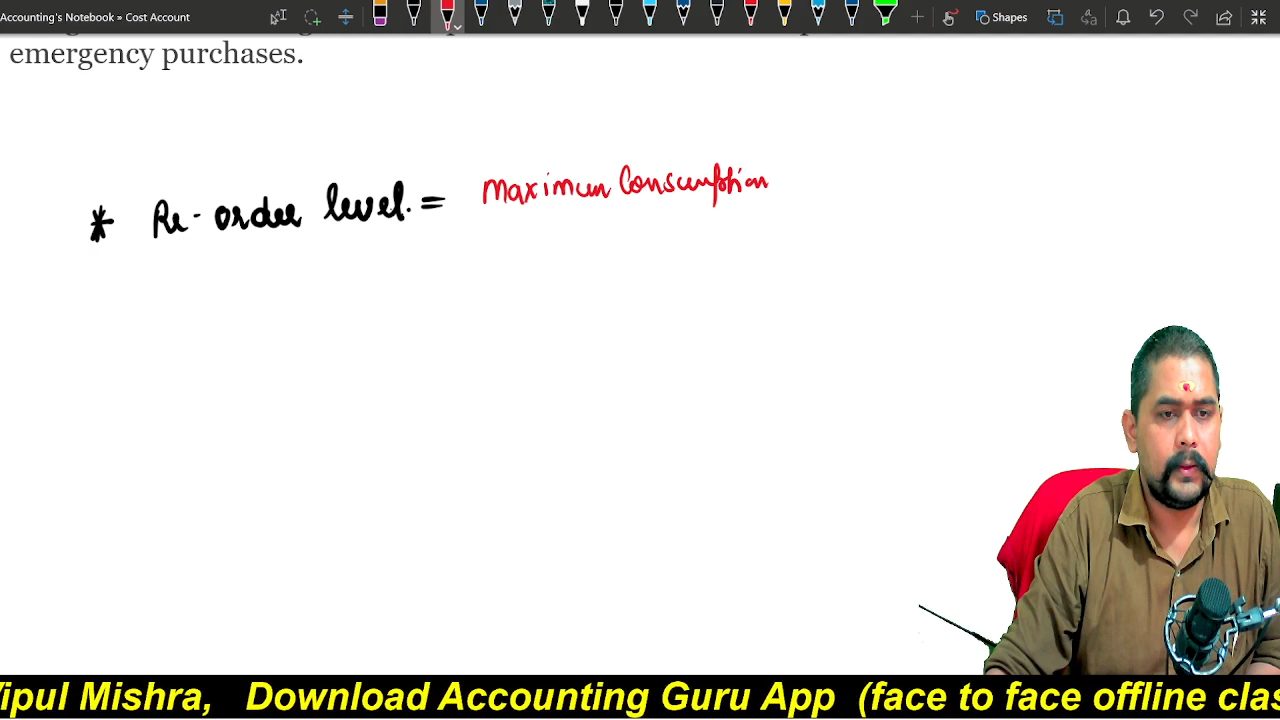 Accounting's Notebook » Cost Account
Shapes
emergency purchases.
* Re-order level. = Maximum Consumption
Vipul Mishra, Download Accounting Guru App (face to face offline clas